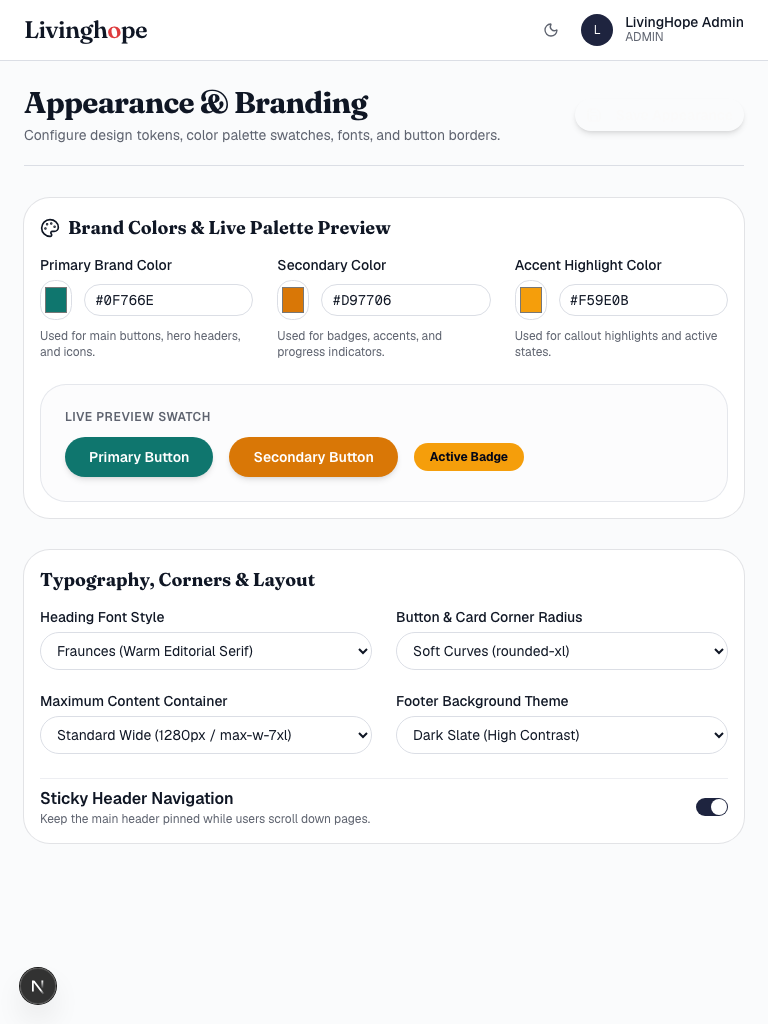 Livinghope
L
LivingHope Admin
ADMIN
Appearance & Branding
Configure design tokens, color palette swatches, fonts, and button borders.
Brand Colors & Live Palette Preview
Primary Brand Color
Secondary Color
Accent Highlight Color
#0F766E
#D97706
#F59E0B
Used for main buttons, hero headers,
and icons.
Used for badges, accents, and
progress indicators.
Used for callout highlights and active
states.
LIVE PREVIEW SWATCH
Primary Button
Secondary Button
Active Badge
Typography, Corners & Layout
Heading Font Style
Button & Card Corner Radius
Fraunces (Warm Editorial Serif)
Soft Curves (rounded-xl)
Maximum Content Container
Footer Background Theme
Standard Wide (1280px / max-w-7xl)
Dark Slate (High Contrast)
Sticky Header Navigation
Keep the main header pinned while users scroll down pages.
N